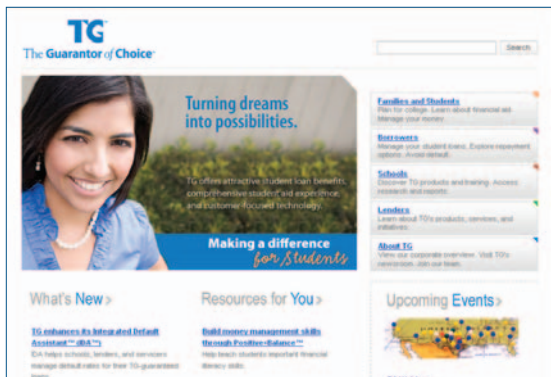 TG
The Guarantor of Choice
Search
Turning dreams
into possibilities.
TG offers attractive student loan benefits,
comprehensive student aid experience,
and customer-focused technology.
Making a difference
for Students
Families and Students
Plan for college. Learn about financial aid.
Manage your money.
Borrowers
Manage your student loans. Explore repayment
options. Avoid default.
Schools
Discover TG products and training. Access
research and reports.
Lenders
Learn about TG's products, services, and
initiatives.
About TG
View our corporate overview. Visit TG's
newsroom. Join our team.
What's New >
TG enhances its Integrated Default
Assistant™ (IDA™)
IDA helps schools, lenders, and servicers
manage default rates for their TG-guaranteed
loans.
Resources for You >
Build money management skills
through Positive+Balance™
Help teach students important financial
literacy skills.
Upcoming Events >